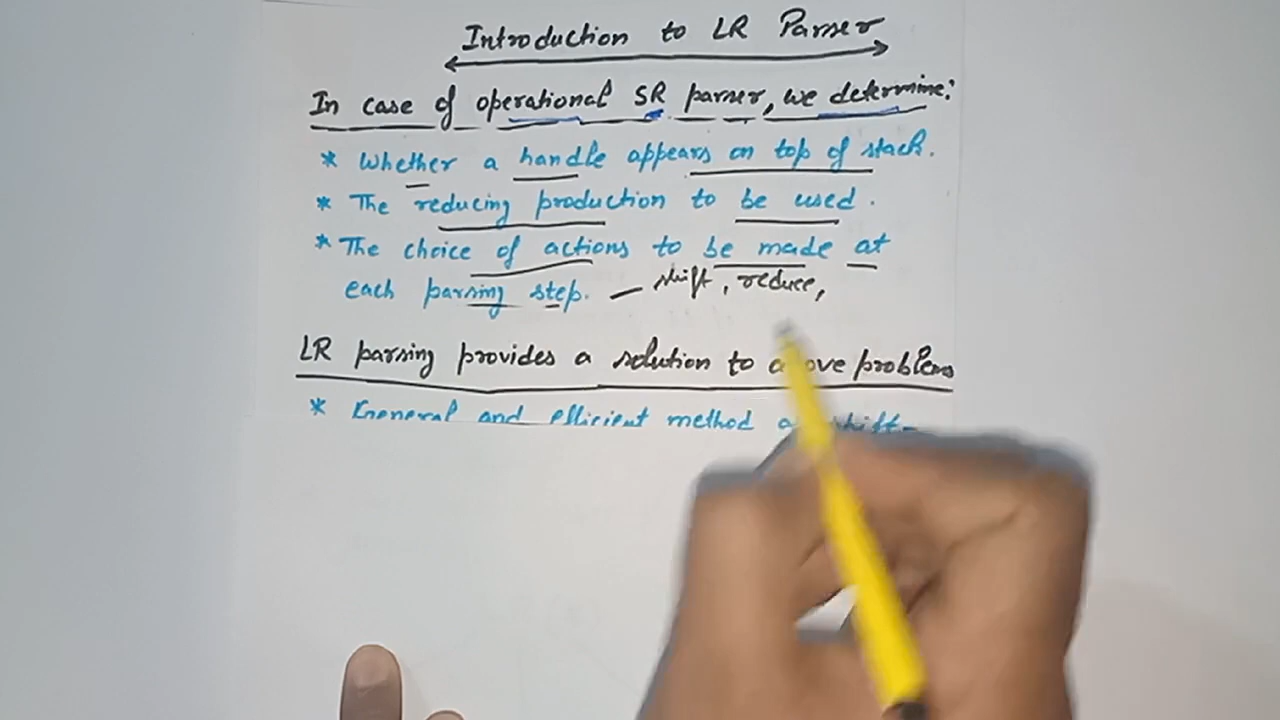 Introduction to LR Parser
In case of operational SR parser, we determine:
* Whether a handle appears on top of stack.
* The reducing production to be used.
* The choice of actions to be made at
each parsing step. — shift, reduce,
LR parsing provides a solution to above problems
* General and efficient method of shift-